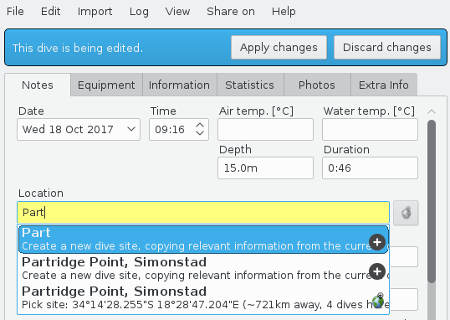 File Edit Import Log View Share on Help
This dive is being edited. Apply changes Discard changes
Notes Equipment Information Statistics Photos Extra Info
Date Time Air temp. [°C] Water temp. [°C]
Wed 18 Oct 2017 09:16
Depth Duration
15.0m 0:46
Location
Part
Part
Create a new dive site, copying relevant information from the curre
Partridge Point, Simonstad
Create a new dive site, copying relevant information from the curre
Partridge Point, Simonstad
Pick site: 34°14'28.255"S 18°28'47.204"E (~721km away, 4 dives here